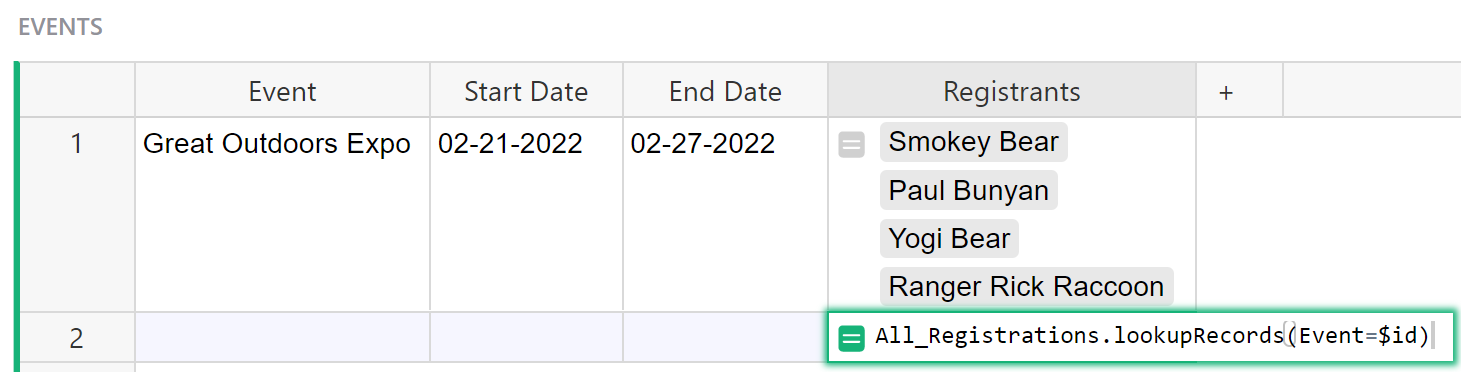 EVENTS
Event Start Date End Date Registrants +
1 Great Outdoors Expo 02-21-2022 02-27-2022 = Smokey Bear
Paul Bunyan
Yogi Bear
Ranger Rick Raccoon
2 = All_Registrations.lookupRecords(Event=$id)